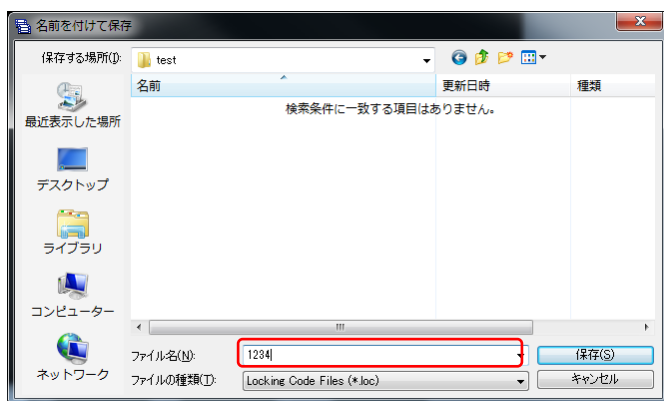 名前を付けて保存
保存する場所(I): test
名前 更新日時 種類
検索条件に一致する項目はありません。
最近表示した場所
デスクトップ
ライブラリ
コンピューター
ネットワーク
ファイル名(N): 1234 保存(S)
ファイルの種類(T): Locking Code Files (*.loc) キャンセル